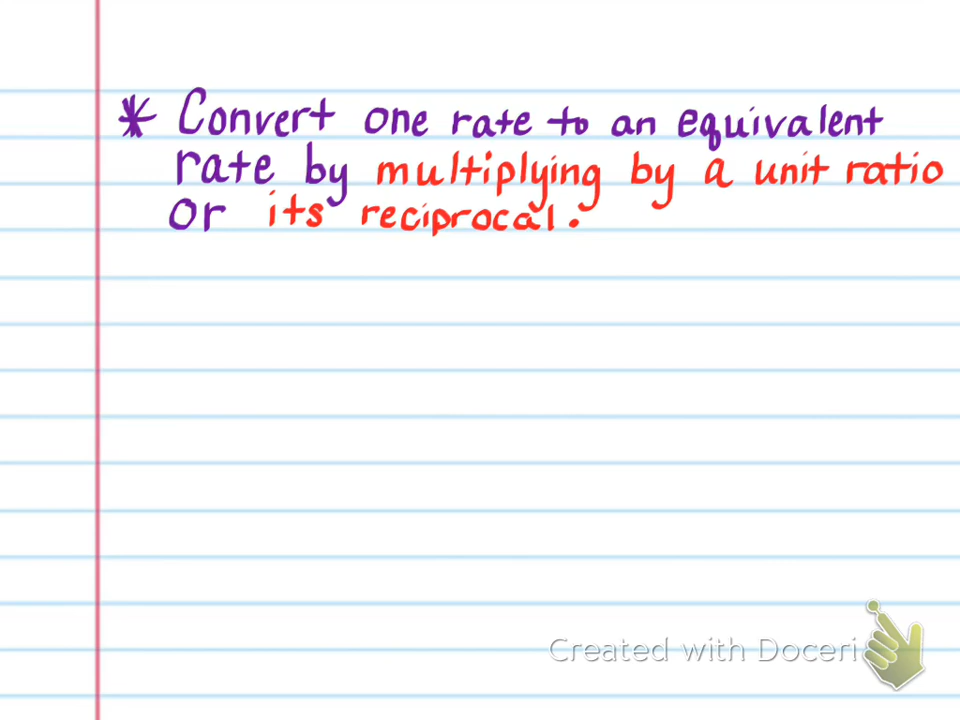 * Convert one rate to an equivalent
rate by multiplying by a unit ratio
or its reciprocal.
Created with Doceri